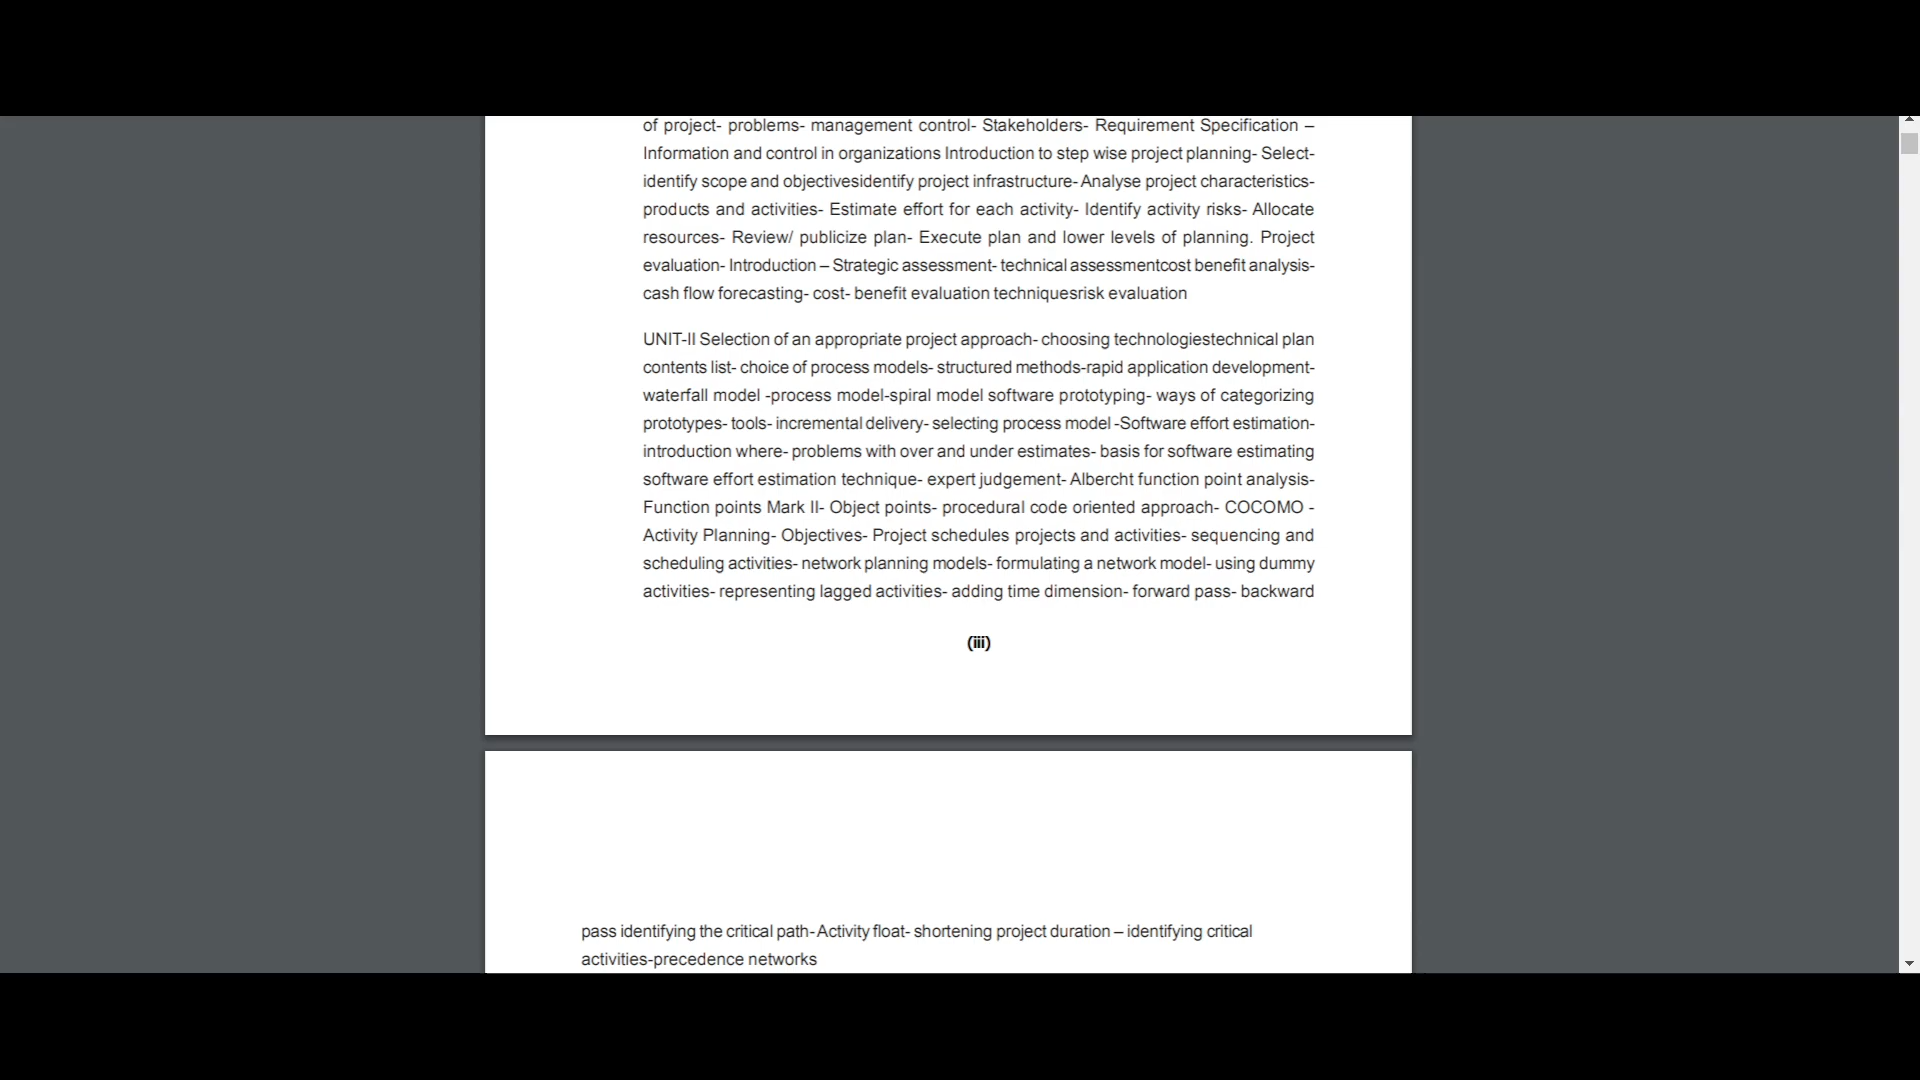 of project- problems- management control- Stakeholders- Requirement Specification –
Information and control in organizations Introduction to step wise project planning- Select-
identify scope and objectivesidentify project infrastructure- Analyse project characteristics-
products and activities- Estimate effort for each activity- Identify activity risks- Allocate
resources- Review/ publicize plan- Execute plan and lower levels of planning. Project
evaluation- Introduction – Strategic assessment- technical assessmentcost benefit analysis-
cash flow forecasting- cost- benefit evaluation techniquesrisk evaluation
UNIT-II Selection of an appropriate project approach- choosing technologiestechnical plan
contents list- choice of process models- structured methods-rapid application development-
waterfall model -process model-spiral model software prototyping- ways of categorizing
prototypes- tools- incremental delivery- selecting process model -Software effort estimation-
introduction where- problems with over and under estimates- basis for software estimating
software effort estimation technique- expert judgement- Albercht function point analysis-
Function points Mark II- Object points- procedural code oriented approach- COCOMO -
Activity Planning- Objectives- Project schedules projects and activities- sequencing and
scheduling activities- network planning models- formulating a network model- using dummy
activities- representing lagged activities- adding time dimension- forward pass- backward
(iii)
pass identifying the critical path- Activity float- shortening project duration – identifying critical
activities-precedence networks